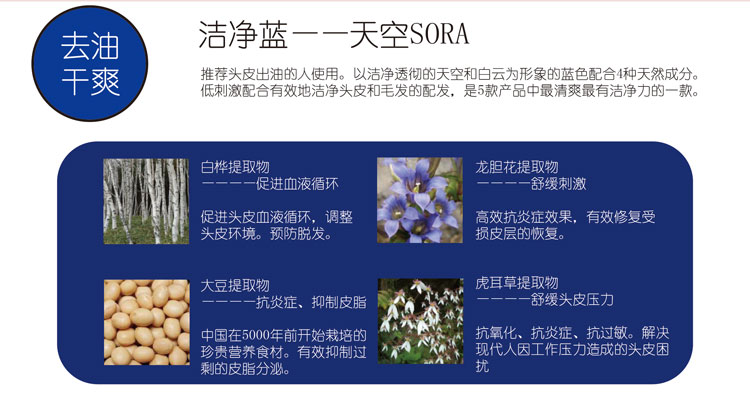 去油
干爽
洁净蓝——天空SORA
推荐头皮出油的人使用。以洁净透彻的天空和白云为形象的蓝色配合4种天然成分。
低刺激配合有效地洁净头皮和毛发的配发，是5款产品中最清爽最有洁净力的一款。
白桦提取物
————促进血液循环
促进头皮血液循环，调整
头皮环境。预防脱发。
龙胆花提取物
————舒缓刺激
高效抗炎症效果，有效修复受
损皮层的恢复。
大豆提取物
————抗炎症、抑制皮脂
中国在5000年前开始栽培的
珍贵营养食材。有效抑制过
剩的皮脂分泌。
虎耳草提取物
————舒缓头皮压力
抗氧化、抗炎症、抗过敏。解决
现代人因工作压力造成的头皮困
扰